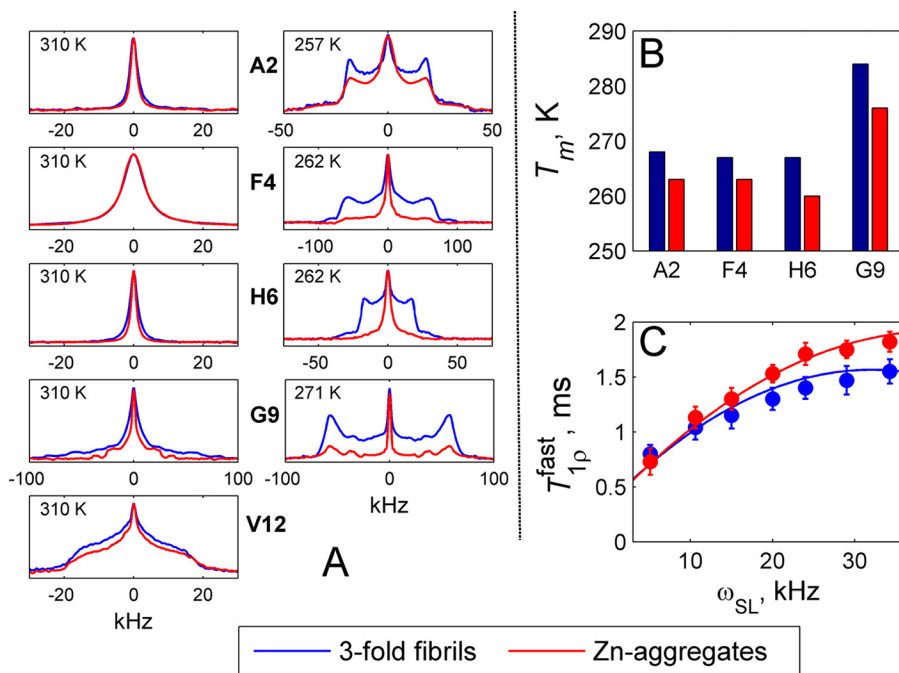 310 K
-20 0 20
A2
257 K
-50 0 50
310 K
-20 0 20
F4
262 K
-100 0 100
310 K
-20 0 20
H6
262 K
-50 0 50
310 K
-100 0 100
G9
271 K
-100 0 100
kHz
310 K
-20 0 20
kHz
V12
A
B
T_m, K
290
280
270
260
250
A2 F4 H6 G9
C
T_1ρ^fast, ms
2
1.5
1
0.5
0
10 20 30
ω_SL, kHz
3-fold fibrils Zn-aggregates